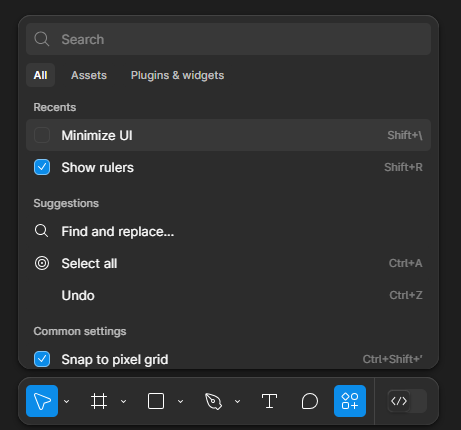 Search
All Assets Plugins & widgets
Recents
Minimize UI Shift+\
Show rulers Shift+R
Suggestions
Find and replace...
Select all Ctrl+A
Undo Ctrl+Z
Common settings
Snap to pixel grid Ctrl+Shift+'